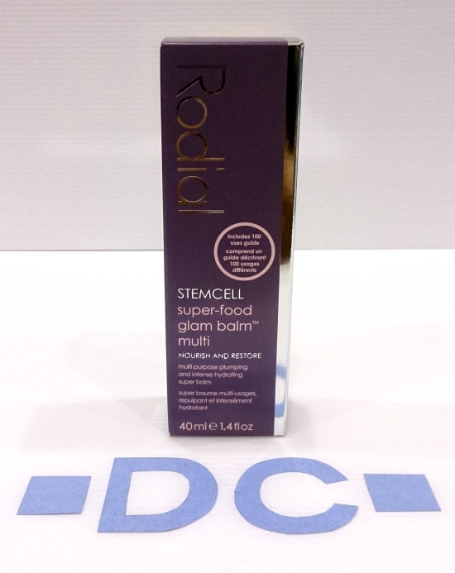 Rodial
includes 100
uses guide
comprend un
guide décrivant
100 usages
différents
STEMCELL
super-food
glam balm™
multi
NOURISH AND RESTORE
multi purpose plumping
and intense hydrating
super balm
super baume multi-usages,
repulpant et intensément
hydratant
40ml e 1.4floz
DC